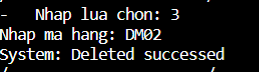 -   Nhap lua chon: 3
Nhap ma hang: DM02
System: Deleted successed